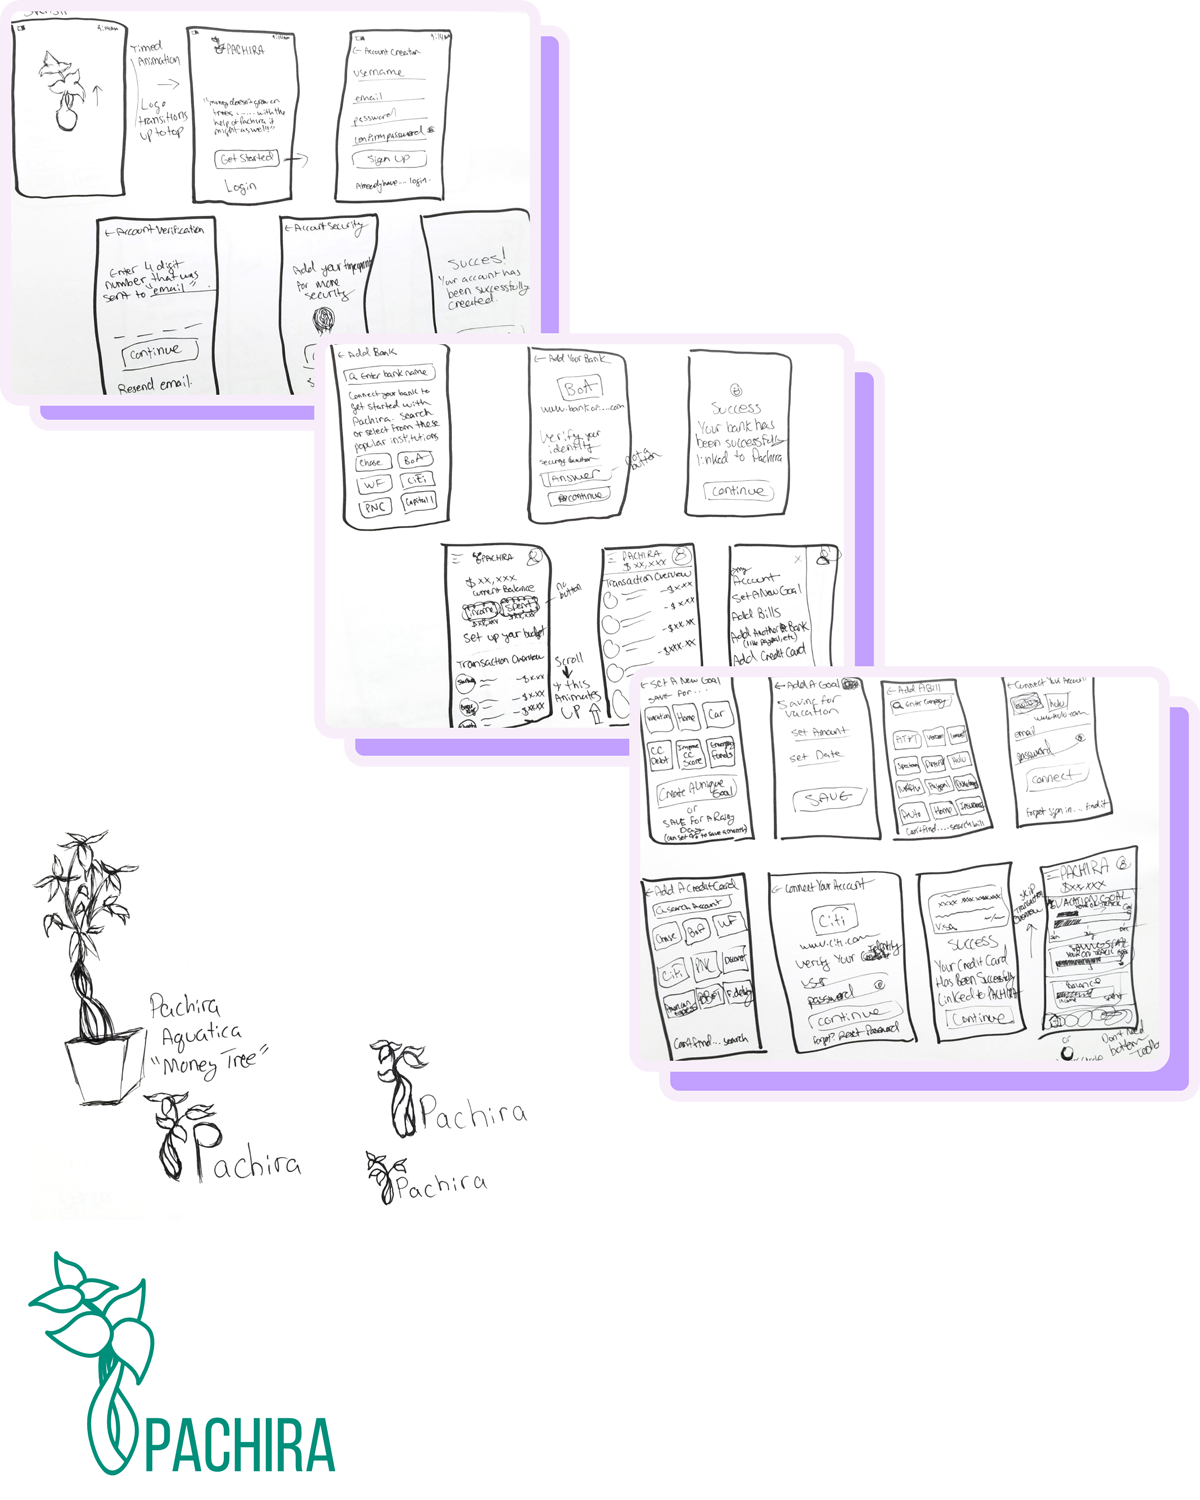 Timed
Animation
Logo
transitions
up to top
PACHIRA
"money doesn't grow on
trees ...... with the
help of Pachira it
might as well!"
Get Started
Login
← Account Creation
username
email
password
confirm password
Sign UP
Already have... login.
← Account Verification
Enter 4 digit
number that was
sent to "email"
Continue
Resend email.
← Account Security
Add your fingerprint
for more
security
Succes!
Your account has
been successfully
created.
← Add Bank
Enter bank name
Connect your bank to
get started with
Pachira. Search
or select from these
popular institutions
Chase
BoA
WF
Citi
PNC
Capital 1
← Add Your Bank
BoA
www.bankof....com
Verify your
identity
security question
Answer
Not a
button
Continue
Success
Your bank has
been successfully
linked to Pachira
Continue
PACHIRA
$ xx,xxx
Current Balance
income
Spent
no
button
Set up your budget
Transaction Overview
-$x.xx
-$x.xx
-$x.xx
Scroll
↓
+ this
Animates
UP
PACHIRA
$ xx,xxx
Transaction Overview
-$x.xx
-$x.xx
-$x.xx
-$x.xx
x
my
Account
Set A New Goal
Add Bills
Add Another Bank
(like paypal, etc)
Add Credit Card
← Set A New Goal
SAVE For...
Vacation
Home
Car
CC
Debt
Improve
CC
Score
Emergency
Funds
Create A Unique
Goal
or
SAVE For A Rainy
Day
← Add A Goal
Saving for
vacation
set Amount
set Date
SAVE
← Add A Bill
Enter Company
AT&T
Verizon
Spectrum
DirectTV
Hulu
Paypal
Auto
Home
Insurance
Can't find.....search bill
← Connect Your Account
hulu
www.hulu.com
email
password
Connect
Forgot sign in.... find it
← Add A Credit Card
search Account
Chase
BoA
WF
Citi
PNC
Discover
American
Express
BB&T
Fidelity
Can't find... search
← Connect Your Account
Citi
www.citi.com
Verify Your Identity
user
password
Continue
Forgot? Reset Password
xxxx xxx xxx xxx
VISA
SUCCESS
Your Credit Card
Has Been Successfully
Linked to PACHIRA
Continue
SKIP
TRANSACTION
OVERVIEW
PACHIRA
$xx,xxx
VACATION GOAL
Balance
or
Don't need
bottom
Pachira
Aquatica
"Money Tree"
Pachira
Pachira
Pachira
PACHIRA